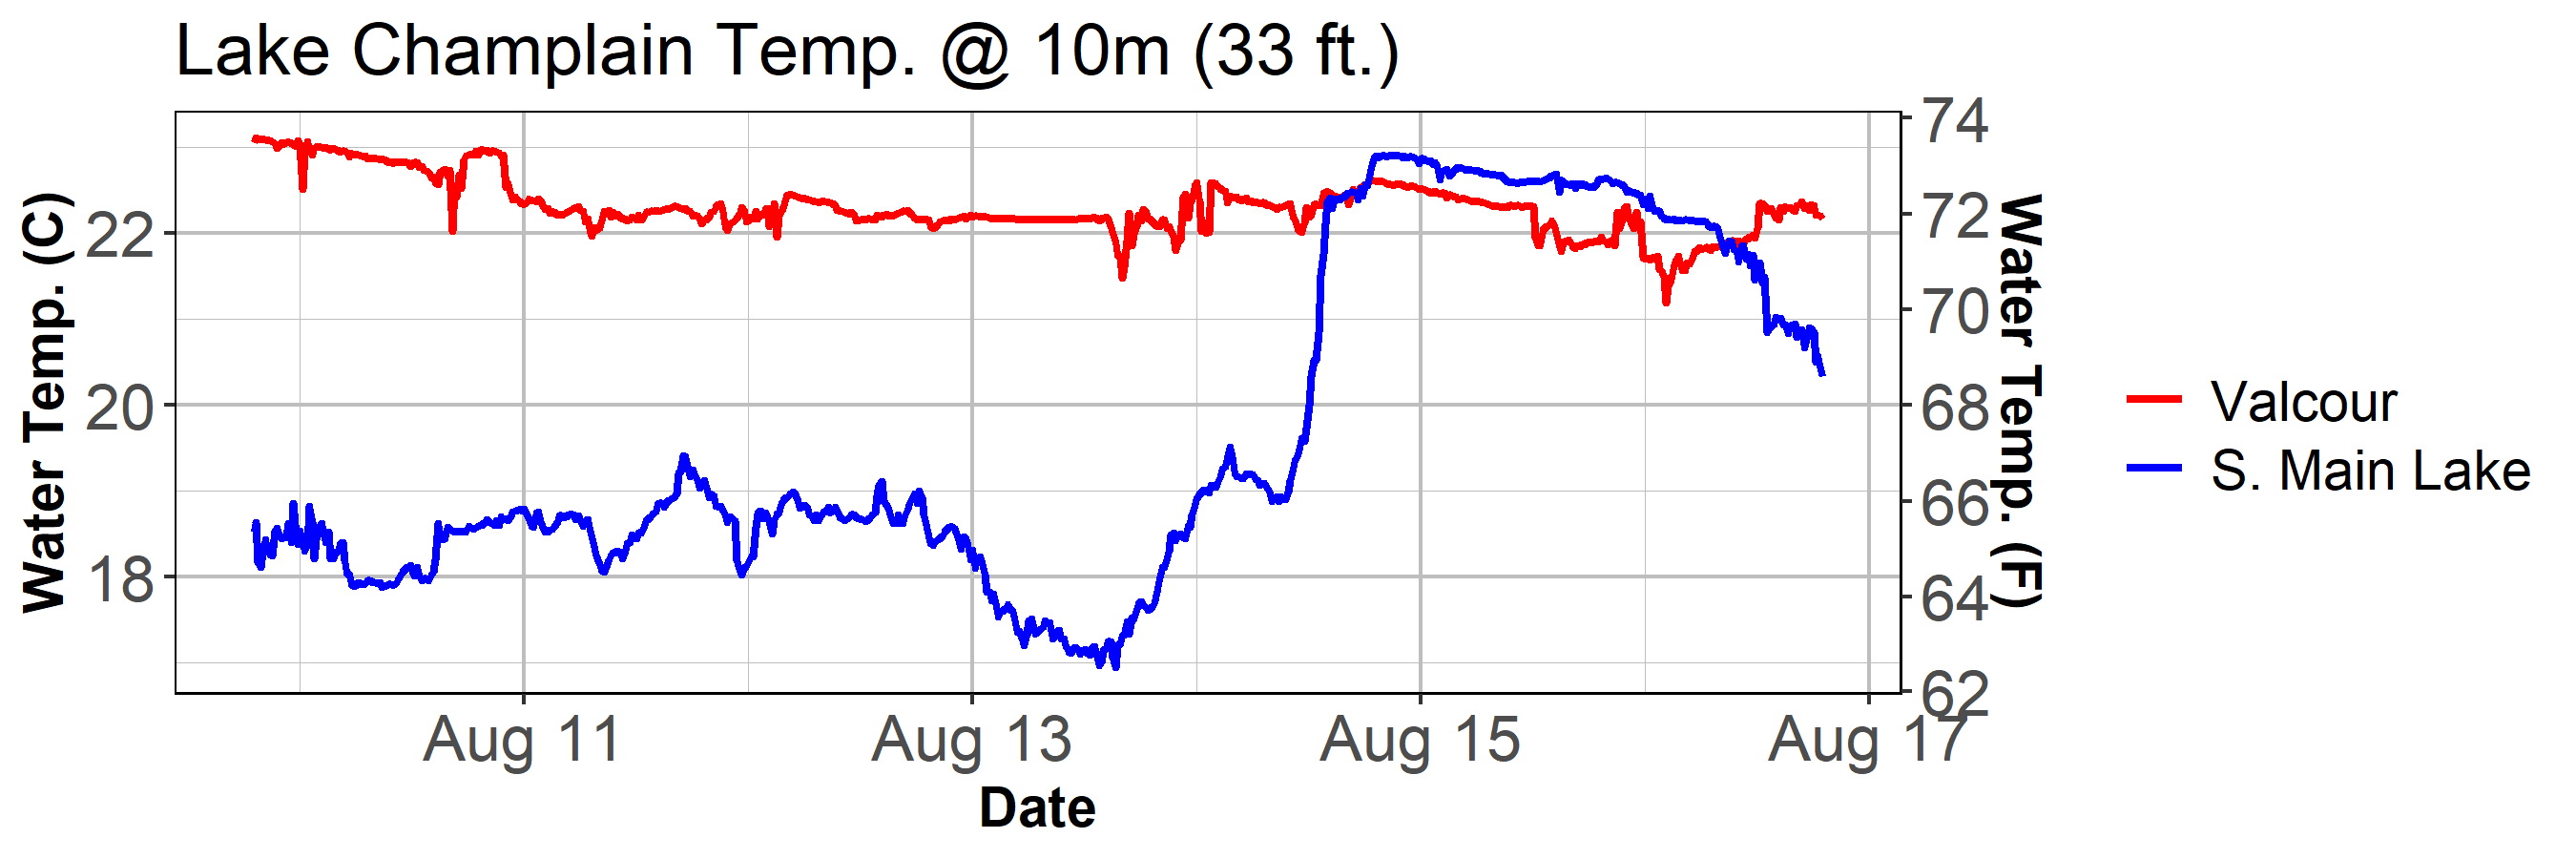 Lake Champlain Temp. @ 10m (33 ft.)
Water Temp. (C)
22
20
18
74
72
70
68
66
64
62
Water Temp. (F)
Aug 11
Aug 13
Aug 15
Aug 17
Date
Valcour
S. Main Lake